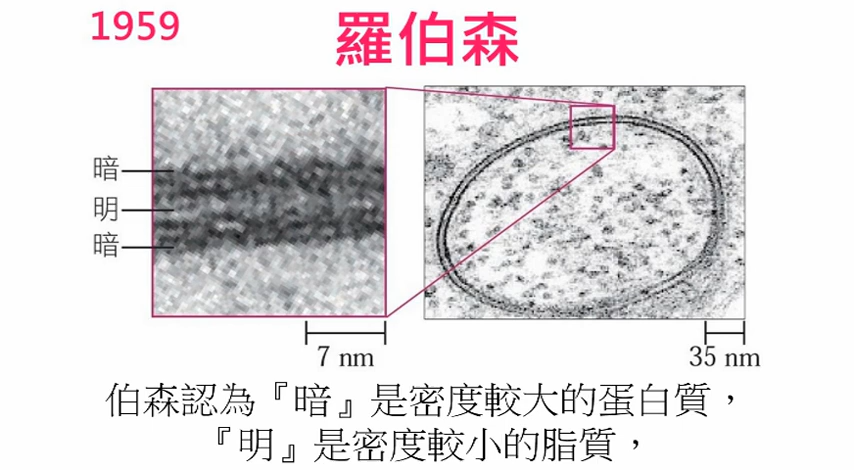 1959
羅伯森
暗
明
暗
7 nm
35 nm
伯森認為『暗』是密度較大的蛋白質，
『明』是密度較小的脂質，